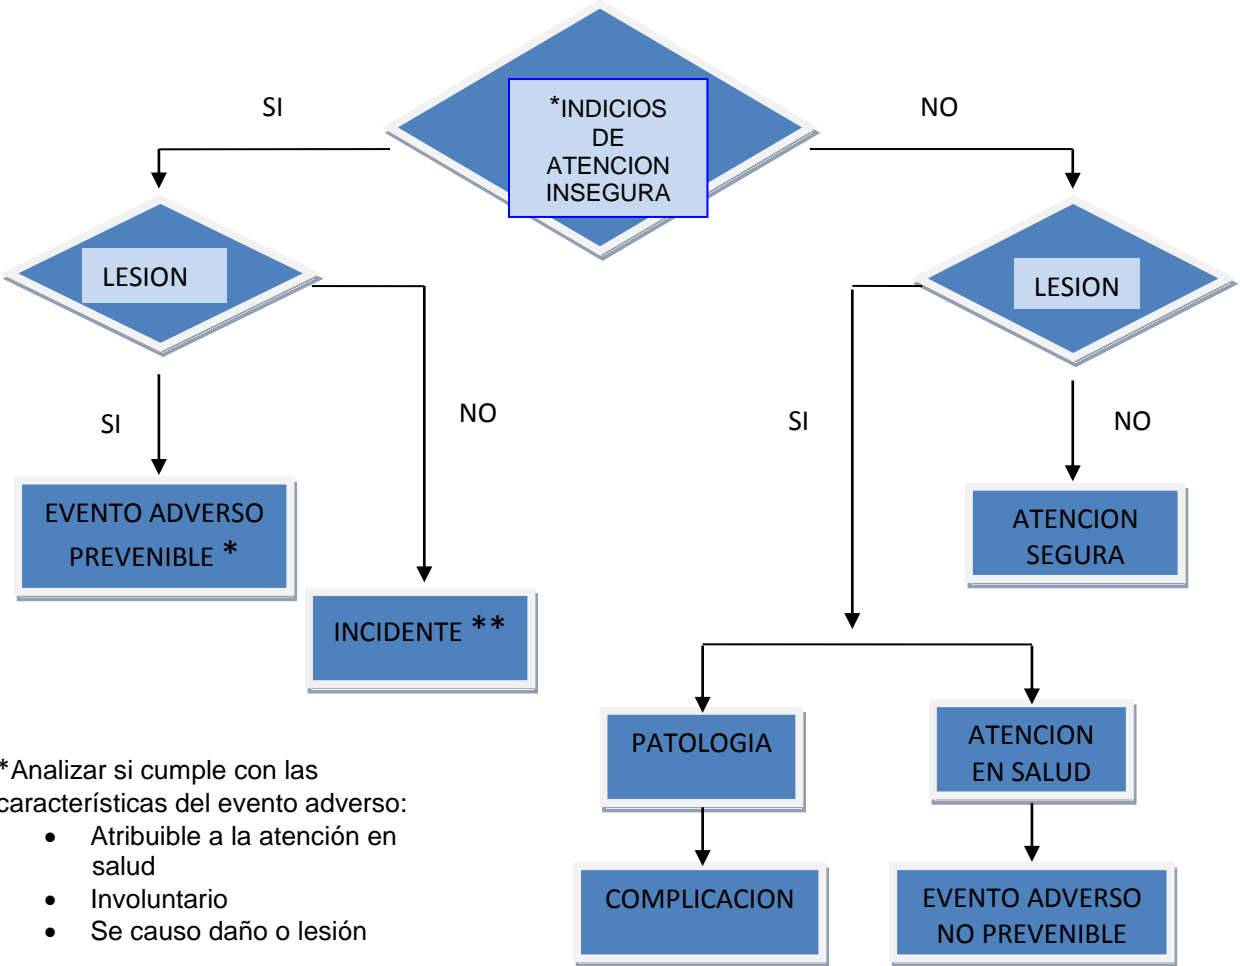 SI
*INDICIOS
DE
ATENCION
INSEGURA
NO
LESION
LESION
SI
NO
SI
NO
EVENTO ADVERSO
PREVENIBLE *
ATENCION
SEGURA
INCIDENTE **
PATOLOGIA
ATENCION
EN SALUD
*Analizar si cumple con las
características del evento adverso:
• Atribuible a la atención en
salud
• Involuntario
• Se causo daño o lesión
COMPLICACION
EVENTO ADVERSO
NO PREVENIBLE